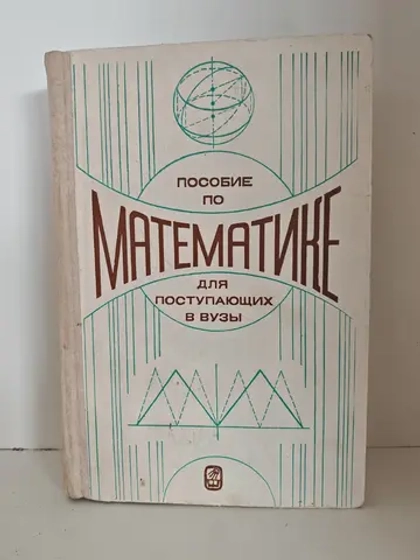 ПОСОБИЕ
ПО
МАТЕМАТИКЕ
ДЛЯ
ПОСТУПАЮЩИХ
В ВУЗЫ